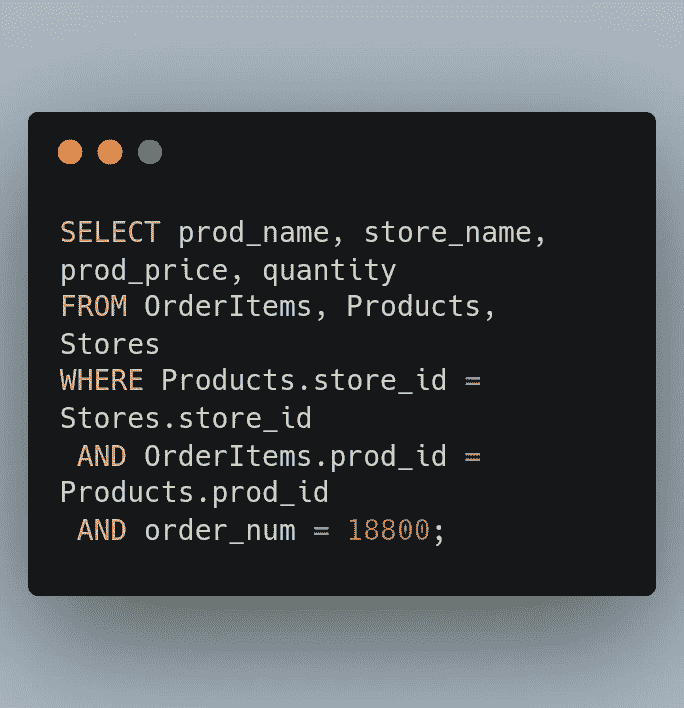 SELECT prod_name, store_name,
prod_price, quantity
FROM OrderItems, Products,
Stores
WHERE Products.store_id =
Stores.store_id
 AND OrderItems.prod_id =
Products.prod_id
 AND order_num = 18800;